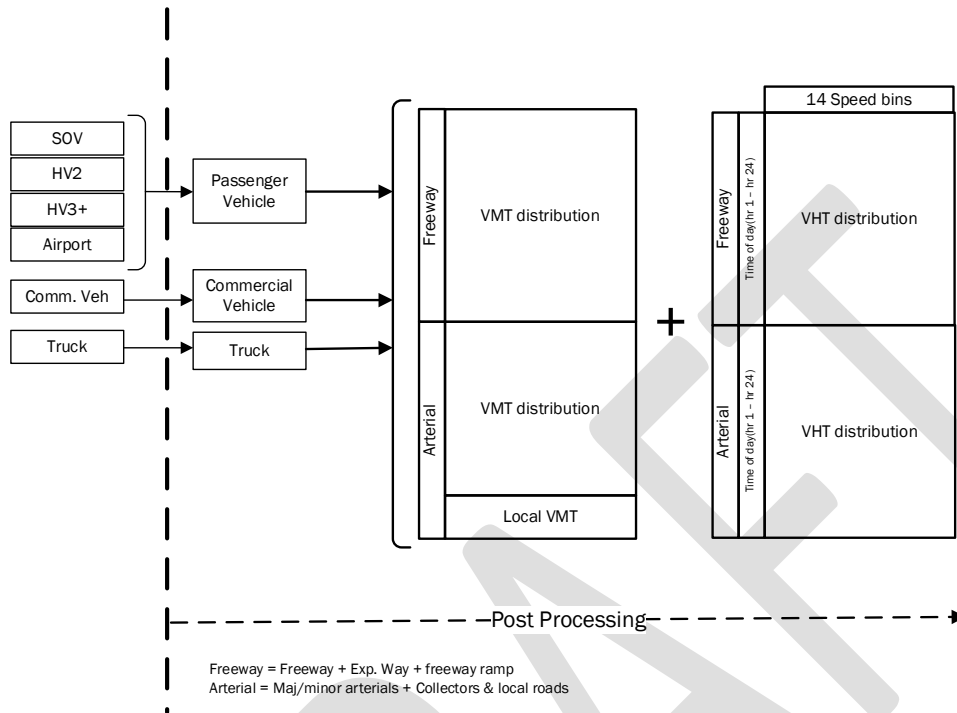 SOV
HV2
HV3+
Airport
Comm. Veh
Truck
Passenger
Vehicle
Commercial
Vehicle
Truck
Freeway
VMT distribution
Arterial
VMT distribution
Local VMT
+
14 Speed bins
Freeway
Time of day(hr 1 – hr 24)
VHT distribution
Arterial
Time of day(hr 1 – hr 24)
VHT distribution
Post Processing
Freeway = Freeway + Exp. Way + freeway ramp
Arterial = Maj/minor arterials + Collectors & local roads